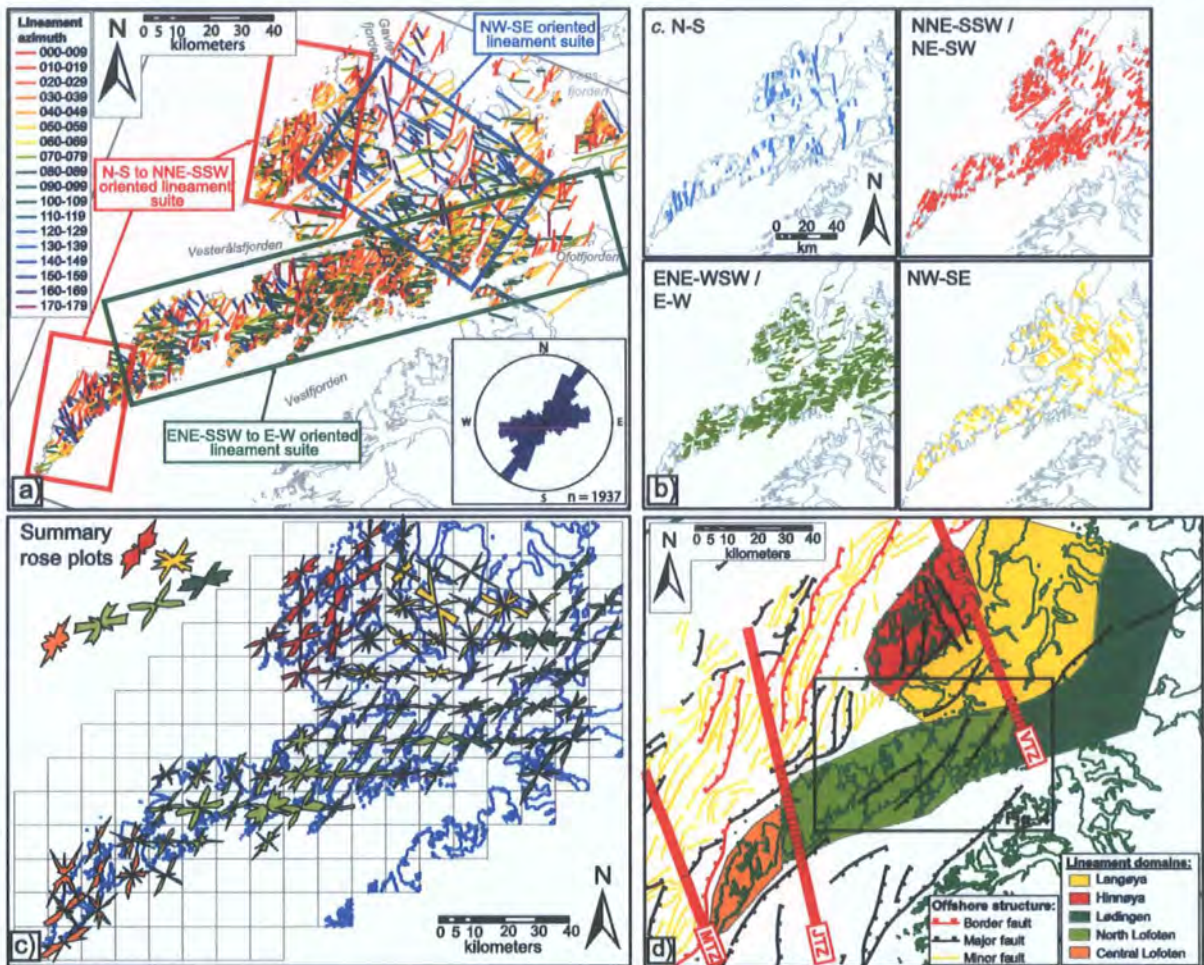 Lineament
azimuth
000-009
010-019
020-029
030-039
040-049
050-059
060-069
070-079
080-089
090-099
100-109
110-119
120-129
130-139
140-149
150-159
160-169
170-179
N
0 5 10 20 30 40
kilometers
Gavlfjorden
fjorden
NW-SE oriented
lineament suite
N-S to NNE-SSW
oriented lineament
suite
Vesterålsfjorden
Ofotfjorden
Vestfjorden
ENE-SSW to E-W oriented
lineament suite
N
W
E
S
n = 1937
a)
c. N-S
0 20 40
km
N
NNE-SSW /
NE-SW
ENE-WSW /
E-W
NW-SE
b)
Summary
rose plots
N
0 5 10 20 30 40
kilometers
c)
0 5 10 20 30 40
kilometers
N
VTZ
JTZ
MTZ
Fig. 4
Offshore structure:
Border fault
Major fault
Minor fault
Lineament domains:
Langøya
Hinnøya
Lødingen
North Lofoten
Central Lofoten
d)